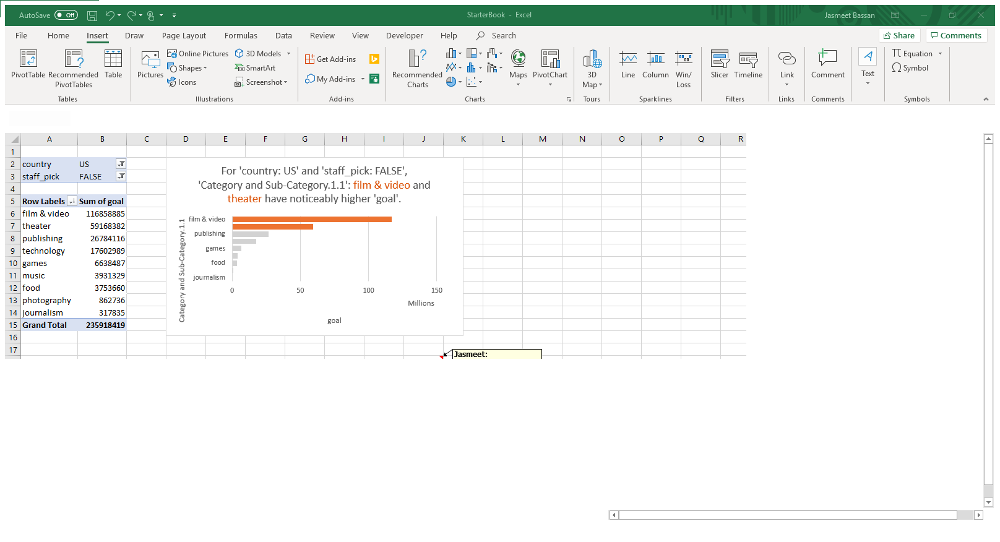 AutoSave Off StarterBook - Excel Jasmeet Bassan
File Home Insert Draw Page Layout Formulas Data Review View Developer Help Search Share Comments
PivotTable Recommended PivotTables Table
Tables
Pictures Online Pictures Shapes Icons 3D Models SmartArt Screenshot
Illustrations
Get Add-ins
My Add-ins
Add-ins
Recommended Charts Maps PivotChart
Charts
3D Map
Tours
Line Column Win/ Loss
Sparklines
Slicer Timeline
Filters
Link
Links
Comment
Comments
Text
Equation
Symbol
Symbols
A B C D E F G H I J K L M N O P Q R
1
2 country US
3 staff_pick FALSE
4
5 Row Labels Sum of goal
6 film & video 116858885
7 theater 59168382
8 publishing 26784116
9 technology 17602989
10 games 6638487
11 music 3931329
12 food 3753660
13 photography 862736
14 journalism 317835
15 Grand Total 235918419
16
17
For 'country: US' and 'staff_pick: FALSE',
'Category and Sub-Category.1.1': film & video and
theater have noticeably higher 'goal'.
Category and Sub-Category.1.1
film & video
publishing
games
food
journalism
0 50 100 150
Millions
goal
Jasmeet: